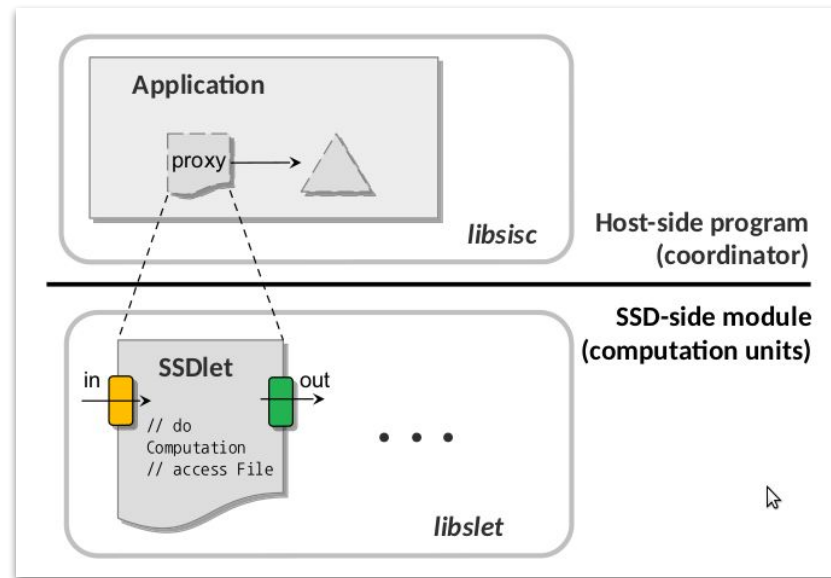 Application
proxy
libsisc
Host-side program
(coordinator)
SSD-side module
(computation units)
SSDlet
in
out
// do
Computation
// access File
libslet